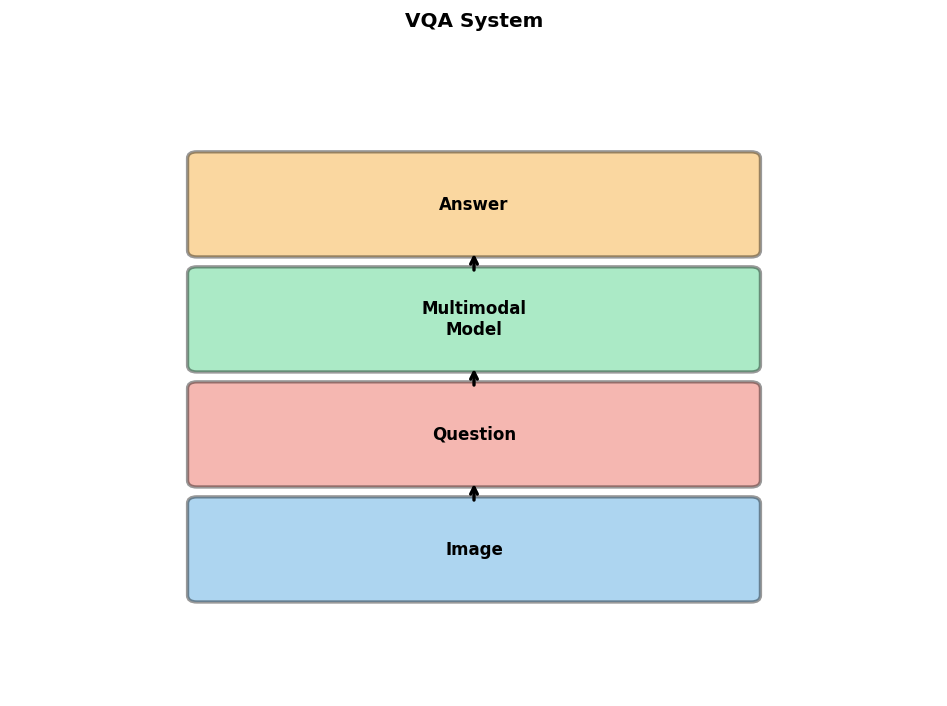 VQA System
Answer
Multimodal
Model
Question
Image